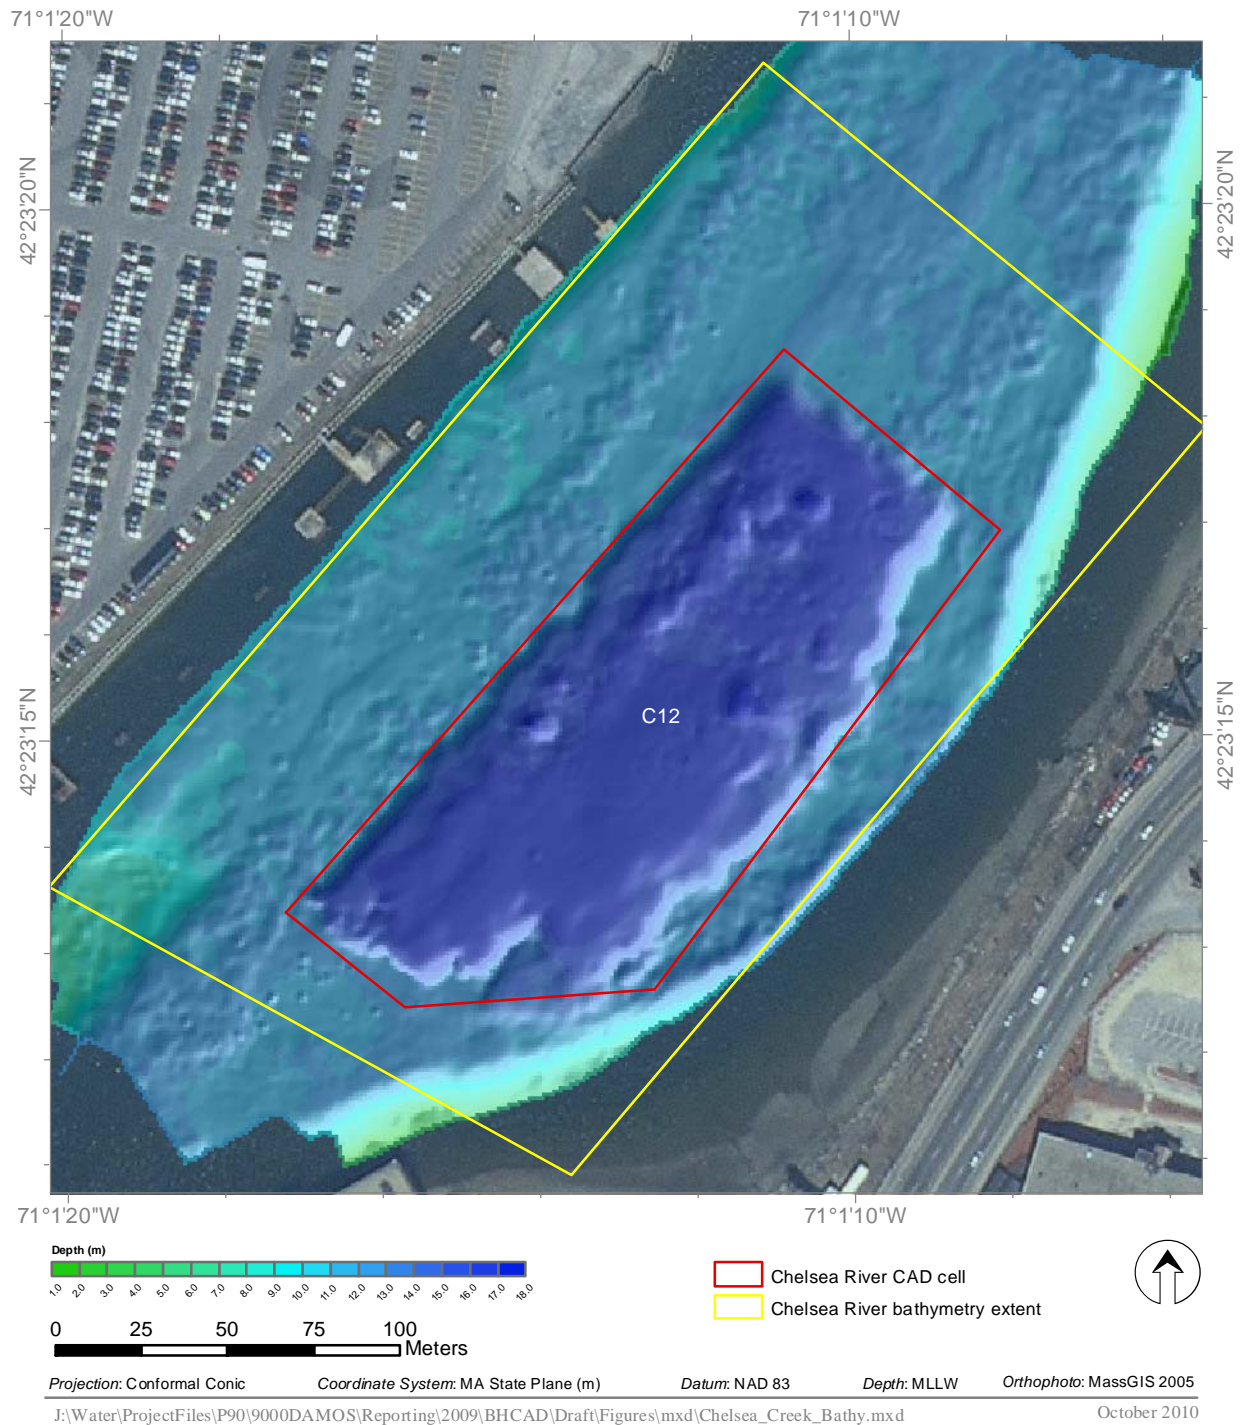 71°1'20"W 71°1'10"W
42°23'20"N 42°23'20"N
C12
42°23'15"N 42°23'15"N
71°1'20"W 71°1'10"W
Depth (m)
1.0 2.0 3.0 4.0 5.0 6.0 7.0 8.0 9.0 10.0 11.0 12.0 13.0 14.0 15.0 16.0 17.0 18.0
Chelsea River CAD cell
Chelsea River bathymetry extent
0 25 50 75 100
Meters
Projection: Conformal Conic Coordinate System: MA State Plane (m) Datum: NAD 83 Depth: MLLW Orthophoto: MassGIS 2005
J:\Water\ProjectFiles\P90\9000DAMOS\Reporting\2009\BHCAD\Draft\Figures\mxd\Chelsea_Creek_Bathy.mxd October 2010